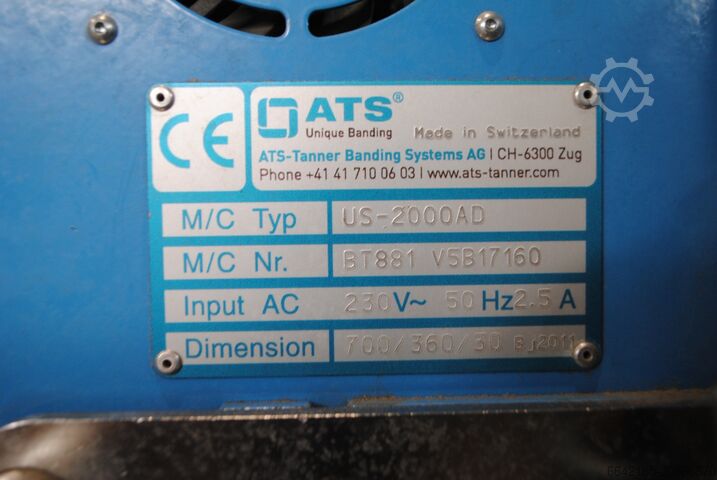 CE
ATS®
Unique Banding
Made in Switzerland
ATS-Tanner Banding Systems AG | CH-6300 Zug
Phone +41 41 710 06 03 | www.ats-tanner.com
M/C Typ US-2000AD
M/C Nr. BT881 V5B17160
Input AC 230V~ 50 Hz 2.5 A
Dimension 700/360/30 BJ2011